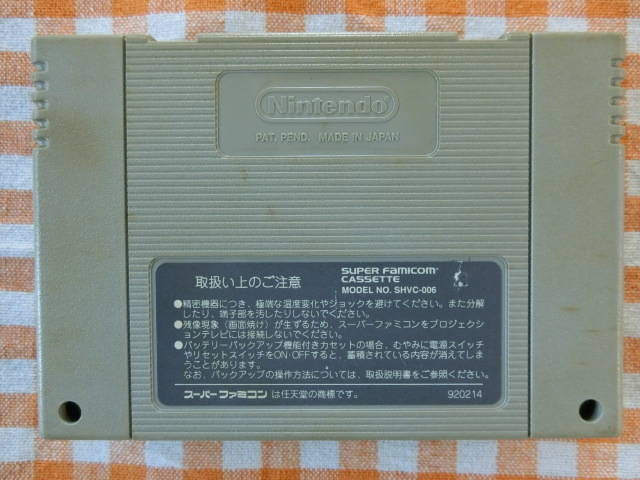 Nintendo
PAT. PEND. MADE IN JAPAN
取扱い上のご注意
SUPER FAMICOM
CASSETTE
MODEL NO. SHVC-006
●精密機器につき、極端な温度変化やショックを避けてください。また分解
したり、端子部を汚したりしないでください。
●残像現象（画面焼け）が生ずるため、スーパーファミコンをプロジェクシ
ョンテレビには接続しないでください。
●バッテリーバックアップ機能付きカセットの場合、むやみに電源スイッチ
やリセットスイッチをON・OFFすると、蓄積されている内容が消えてしま
うことがあります。
なお、バックアップの操作方法については、取扱説明書をご参照ください。
スーパーファミコンは任天堂の商標です。
920214